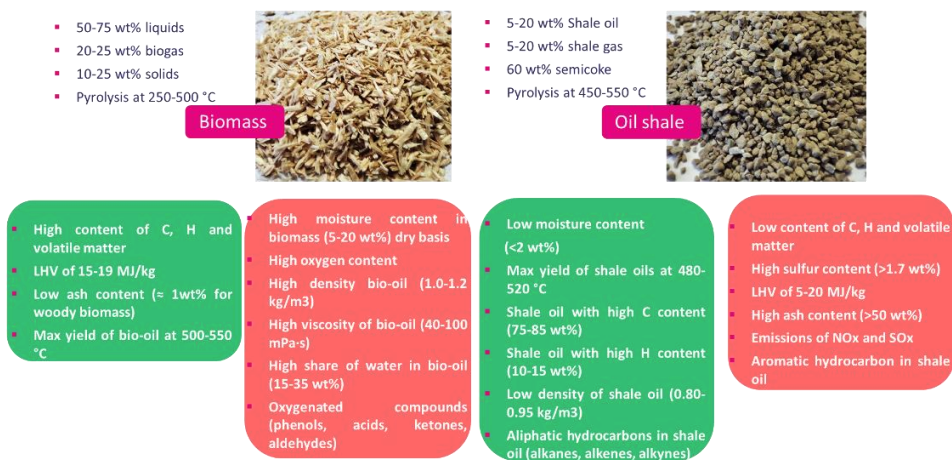 50-75 wt% liquids
20-25 wt% biogas
10-25 wt% solids
Pyrolysis at 250-500 °C
Biomass
5-20 wt% Shale oil
5-20 wt% shale gas
60 wt% semicoke
Pyrolysis at 450-550 °C
Oil shale
High content of C, H and
volatile matter
LHV of 15-19 MJ/kg
Low ash content (≈ 1wt% for
woody biomass)
Max yield of bio-oil at 500-550
°C
High moisture content in
biomass (5-20 wt%) dry basis
High oxygen content
High density bio-oil (1.0-1.2
kg/m3)
High viscosity of bio-oil (40-100
mPa·s)
High share of water in bio-oil
(15-35 wt%)
Oxygenated compounds
(phenols, acids, ketones,
aldehydes)
Low moisture content
(<2 wt%)
Max yield of shale oils at 480-
520 °C
Shale oil with high C content
(75-85 wt%)
Shale oil with high H content
(10-15 wt%)
Low density of shale oil (0.80-
0.95 kg/m3)
Aliphatic hydrocarbons in shale
oil (alkanes, alkenes, alkynes)
Low content of C, H and volatile
matter
High sulfur content (>1.7 wt%)
LHV of 5-20 MJ/kg
High ash content (>50 wt%)
Emissions of NOx and SOx
Aromatic hydrocarbon in shale
oil